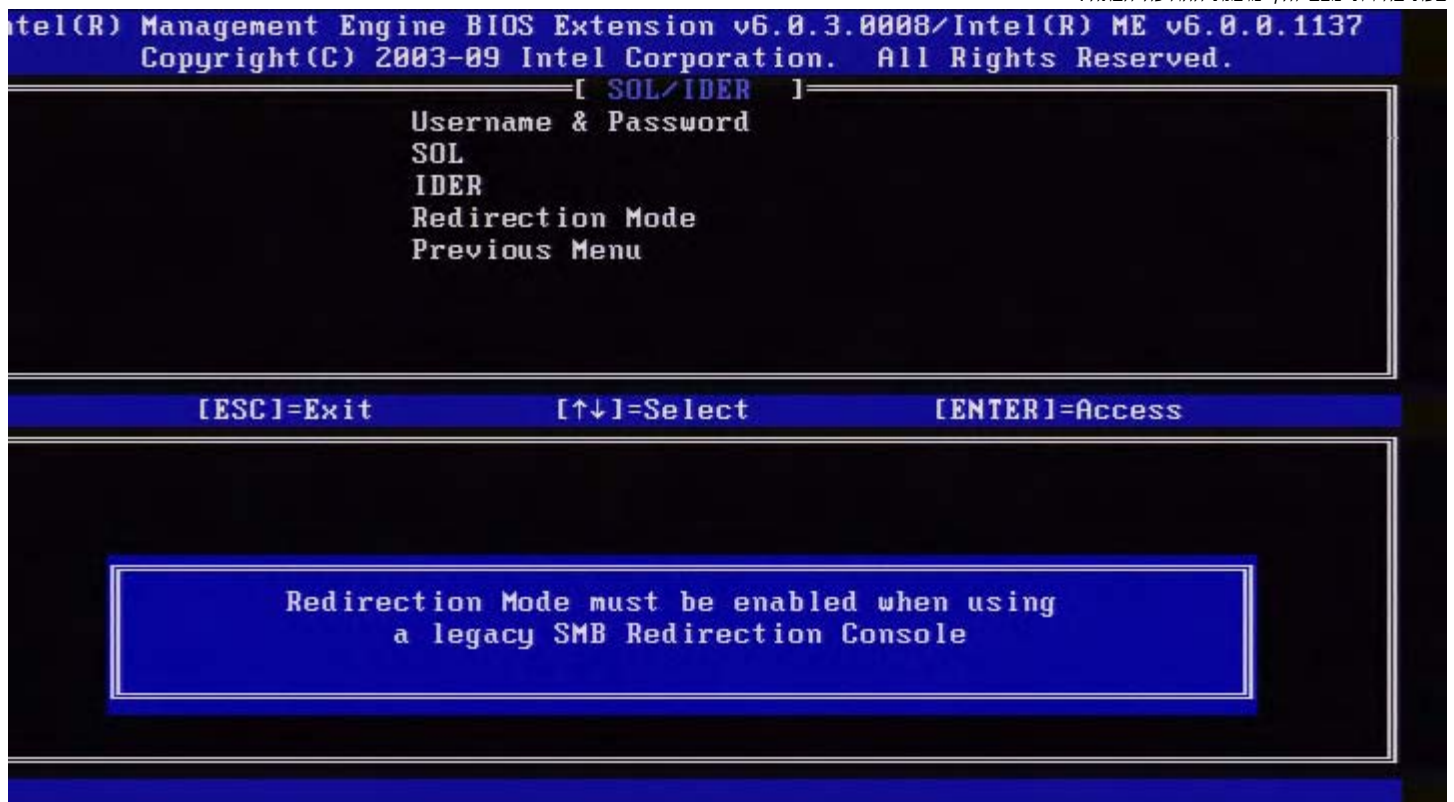 tel(R) Management Engine BIOS Extension v6.0.3.0008/Intel(R) ME v6.0.0.1137
Copyright(C) 2003-09 Intel Corporation. All Rights Reserved.
[ SOL/IDER ]
Username & Password
SOL
IDER
Redirection Mode
Previous Menu
[ESC]=Exit [↑↓]=Select [ENTER]=Access
Redirection Mode must be enabled when using
a legacy SMB Redirection Console